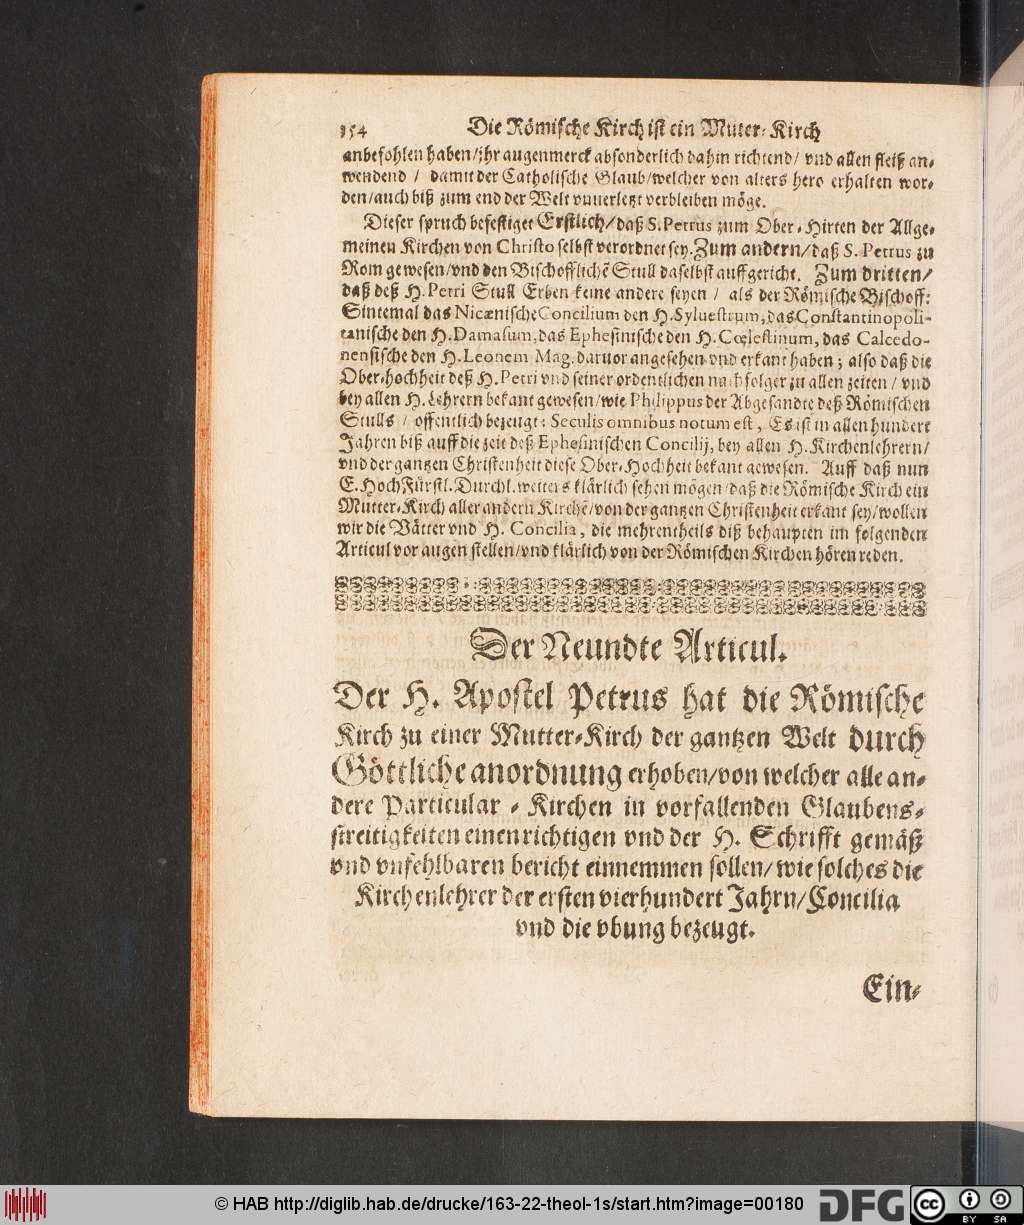 154 Die Römische Kirch ist ein Muter-Kirch
anbefohlen haben/ihr augenmerck absonderlich dahin richtend/ vnd allen fleiß an-
wendend / damit der Catholische Glaub/welcher von alters hero erhalten wor-
den/auch biß zum end der Welt vnuerletzt verbleiben möge.
Dieser spruch befestiget Erstlich/daß S. Petrus zum Ober-Hirten der Allge-
meinen Kirchen von Christo selbst verordnet sey. Zum andern/daß S. Petrus zu
Rom gewesen/vnd den Bischofflichē Stull daselbst auffgericht. Zum dritten/
daß deß H. Petri Stull Erben keine andere seyen / als der Römische Bischoff:
Sintemal das Nicænische Concilium den H. Syluestrum, das Constantinopoli-
tanische den H. Damasum, das Ephesinische den H. Cœlestinum, das Calcedo-
nensische den H. Leonem Mag. daruor angesehen vnd erkant haben; also daß die
Ober-hochheit deß H. Petri vnd seiner ordentlichen nachfolger zu allen zeiten / vnd
bey allen H. Lehrern bekant gewesen/wie Philippus der Abgesandte deß Römischen
Stulls / offentlich bezeugt: Seculis omnibus notum est, Es ist in allen hundert
Jahren biß auff die zeit deß Ephesinischen Concilij, bey allen H. Kirchenlehrern/
vnd der gantzen Christenheit diese Ober-Hochheit bekant gewesen. Auff daß nun
E. Hoch Fürstl. Durchl. weiters klärlich sehen mögen/daß die Römische Kirch ein
Mutter-Kirch aller andern Kirchē/von der gantzen Christenheit erkant sey/wollen
wir die Vätter vnd H. Concilia, die mehrentheils diß behaupten im folgenden
Articul vor augen stellen/vnd klärlich von der Römischen Kirchen hören reden.
Der Neundte Articul.
Der H. Apostel Petrus hat die Römische
Kirch zu einer Mutter-Kirch der gantzen Welt durch
Göttliche anordnung erhoben/von welcher alle an-
dere Particular-Kirchen in vorfallenden Glaubens-
streitigkeiten einen richtigen vnd der H. Schrifft gemäß
vnd vnfehlbaren bericht einnemmen sollen/wie solches die
Kirchenlehrer der ersten vierhundert Jahrn/Concilia
vnd die vbung bezeugt.
Ein-
© HAB http://diglib.hab.de/drucke/163-22-theol-1s/start.htm?image=00180 DFG cc BY SA